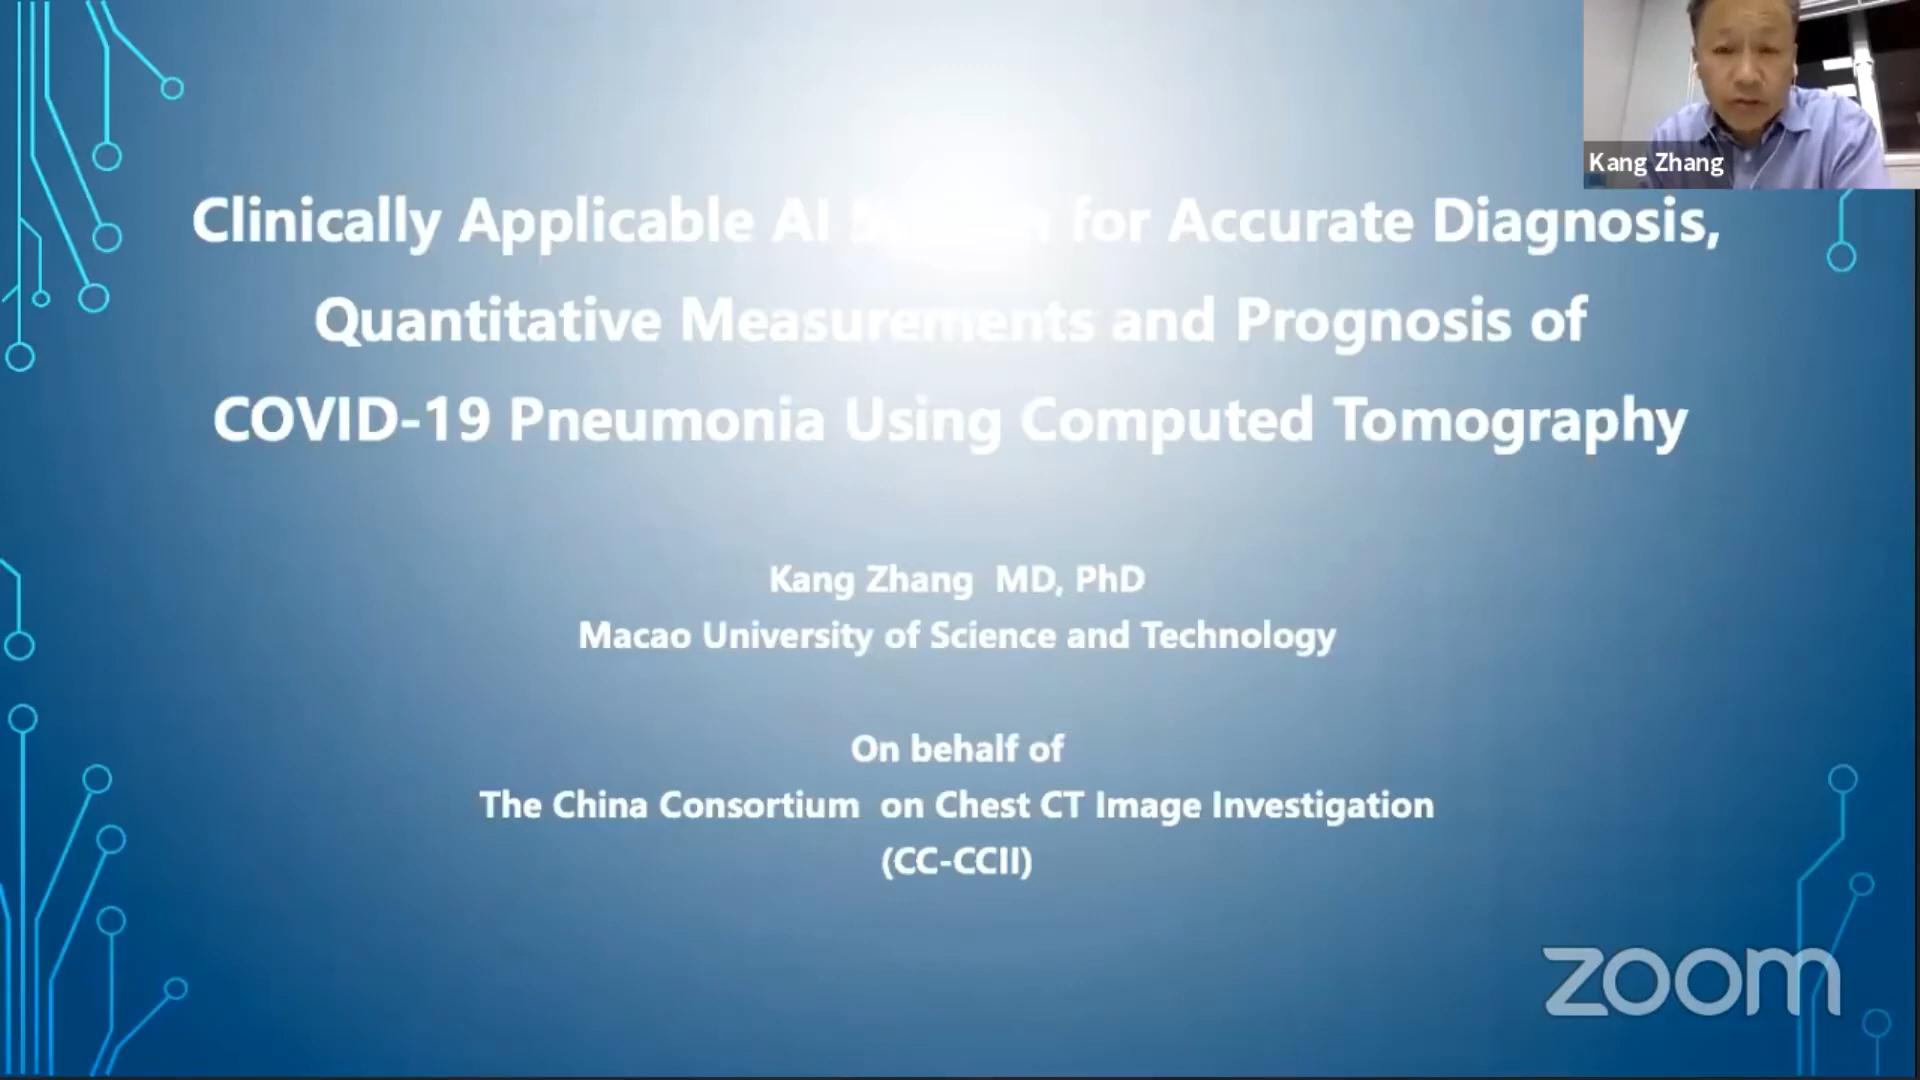 Kang Zhang
Clinically Applicable AI System for Accurate Diagnosis,
Quantitative Measurements and Prognosis of
COVID-19 Pneumonia Using Computed Tomography
Kang Zhang MD, PhD
Macao University of Science and Technology
On behalf of
The China Consortium on Chest CT Image Investigation
(CC-CCII)
zoom